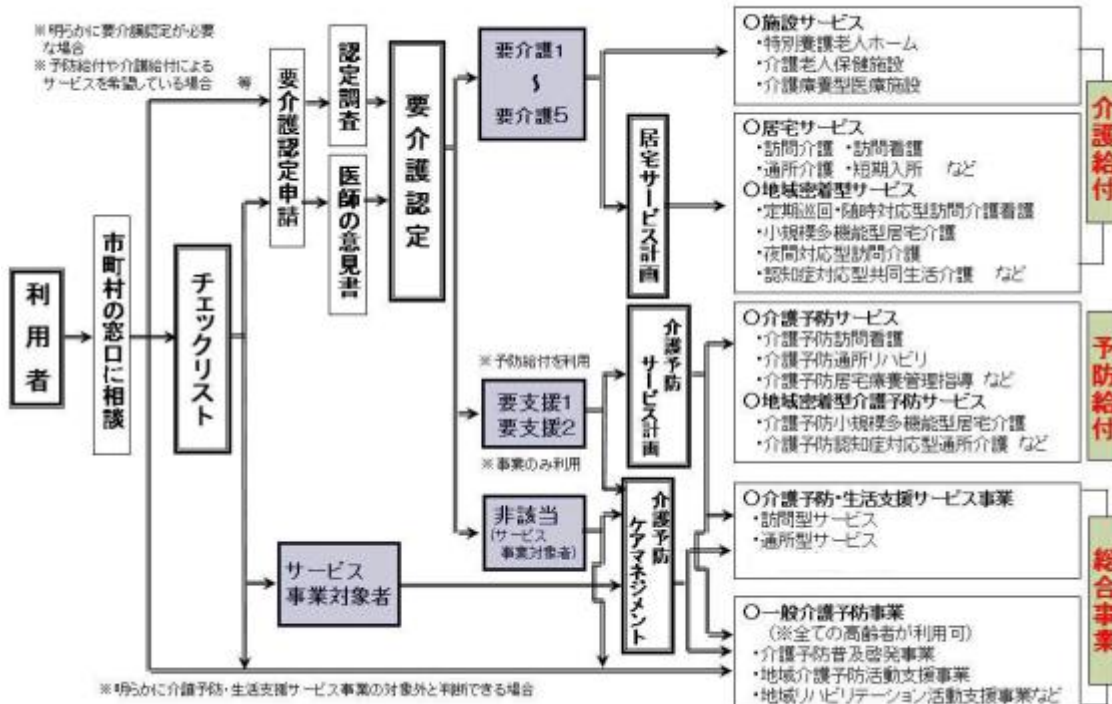 ※明らかに要介護認定が必要
な場合
※予防給付や介護給付による
サービスを希望している場合　等
利用者
市町村の窓口に相談
チェックリスト
要介護認定申請
認定調査
医師の意見書
要介護認定
要介護1
～
要介護5
※予防給付を利用
要支援1
要支援2
※事業のみ利用
非該当
(サービス
事業対象者)
サービス
事業対象者
居宅サービス計画
介護予防
サービス計画
介護予防
ケアマネジメント
○施設サービス
・特別養護老人ホーム
・介護老人保健施設
・介護療養型医療施設
○居宅サービス
・訪問介護　・訪問看護
・通所介護　・短期入所　など
○地域密着型サービス
・定期巡回・随時対応型訪問介護看護
・小規模多機能型居宅介護
・夜間対応型訪問介護
・認知症対応型共同生活介護　など
介護給付
○介護予防サービス
・介護予防訪問看護
・介護予防通所リハビリ
・介護予防居宅療養管理指導　など
○地域密着型介護予防サービス
・介護予防小規模多機能型居宅介護
・介護予防認知症対応型通所介護　など
予防給付
○介護予防・生活支援サービス事業
・訪問型サービス
・通所型サービス
○一般介護予防事業
(※全ての高齢者が利用可)
・介護予防普及啓発事業
・地域介護予防活動支援事業
・地域リハビリテーション活動支援事業など
総合事業
※明らかに介護予防・生活支援サービス事業の対象外と判断できる場合